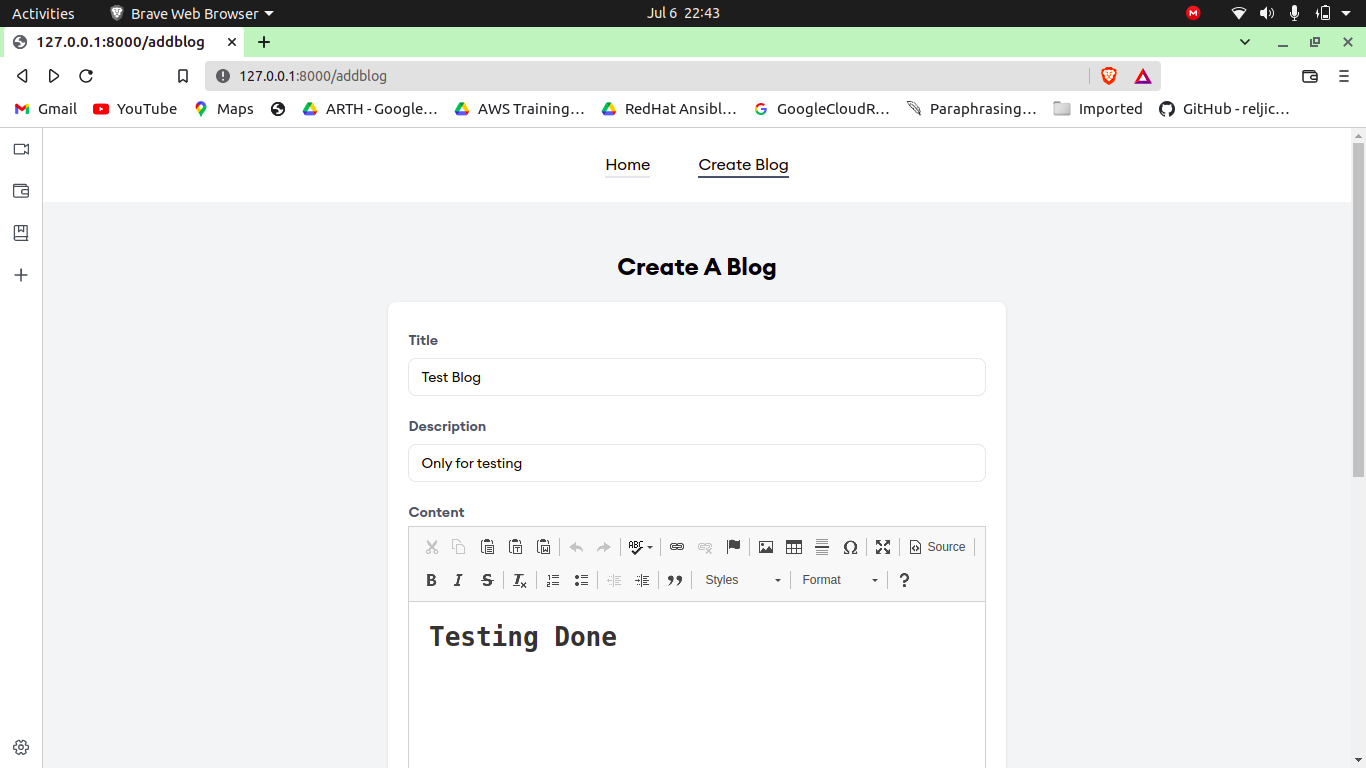 Activities Brave Web Browser Jul 6 22:43
127.0.0.1:8000/addblog
127.0.0.1:8000/addblog
Gmail YouTube Maps ARTH - Google… AWS Training… RedHat Ansibl… GoogleCloudR… Paraphrasing… Imported GitHub - reljic…
Home Create Blog
Create A Blog
Title
Test Blog
Description
Only for testing
Content
ABC Source
B I S Styles Format ?
Testing Done